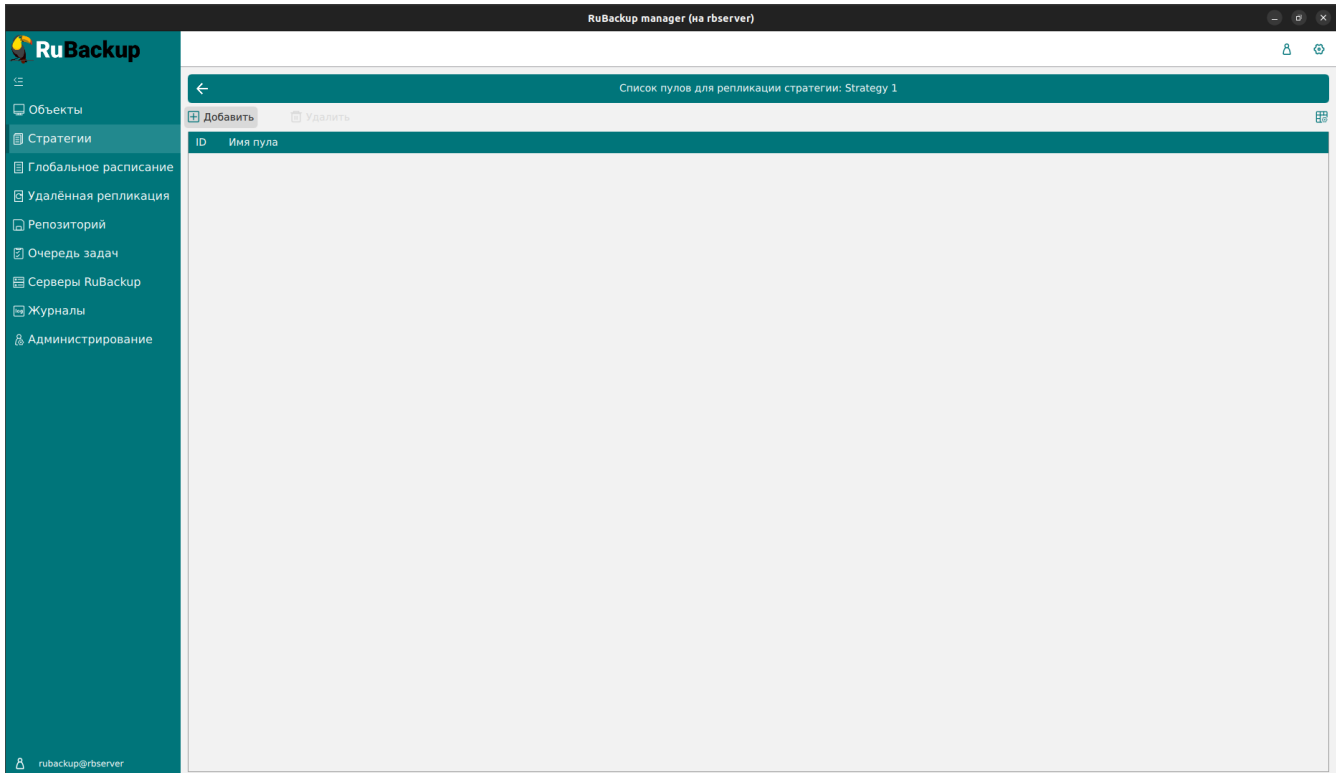 RuBackup manager (на rbserver)
RuBackup
Список пулов для репликации стратегии: Strategy 1
Добавить
Удалить
ID Имя пула
Объекты
Стратегии
Глобальное расписание
Удалённая репликация
Репозиторий
Очередь задач
Серверы RuBackup
Журналы
Администрирование
rubackup@rbserver